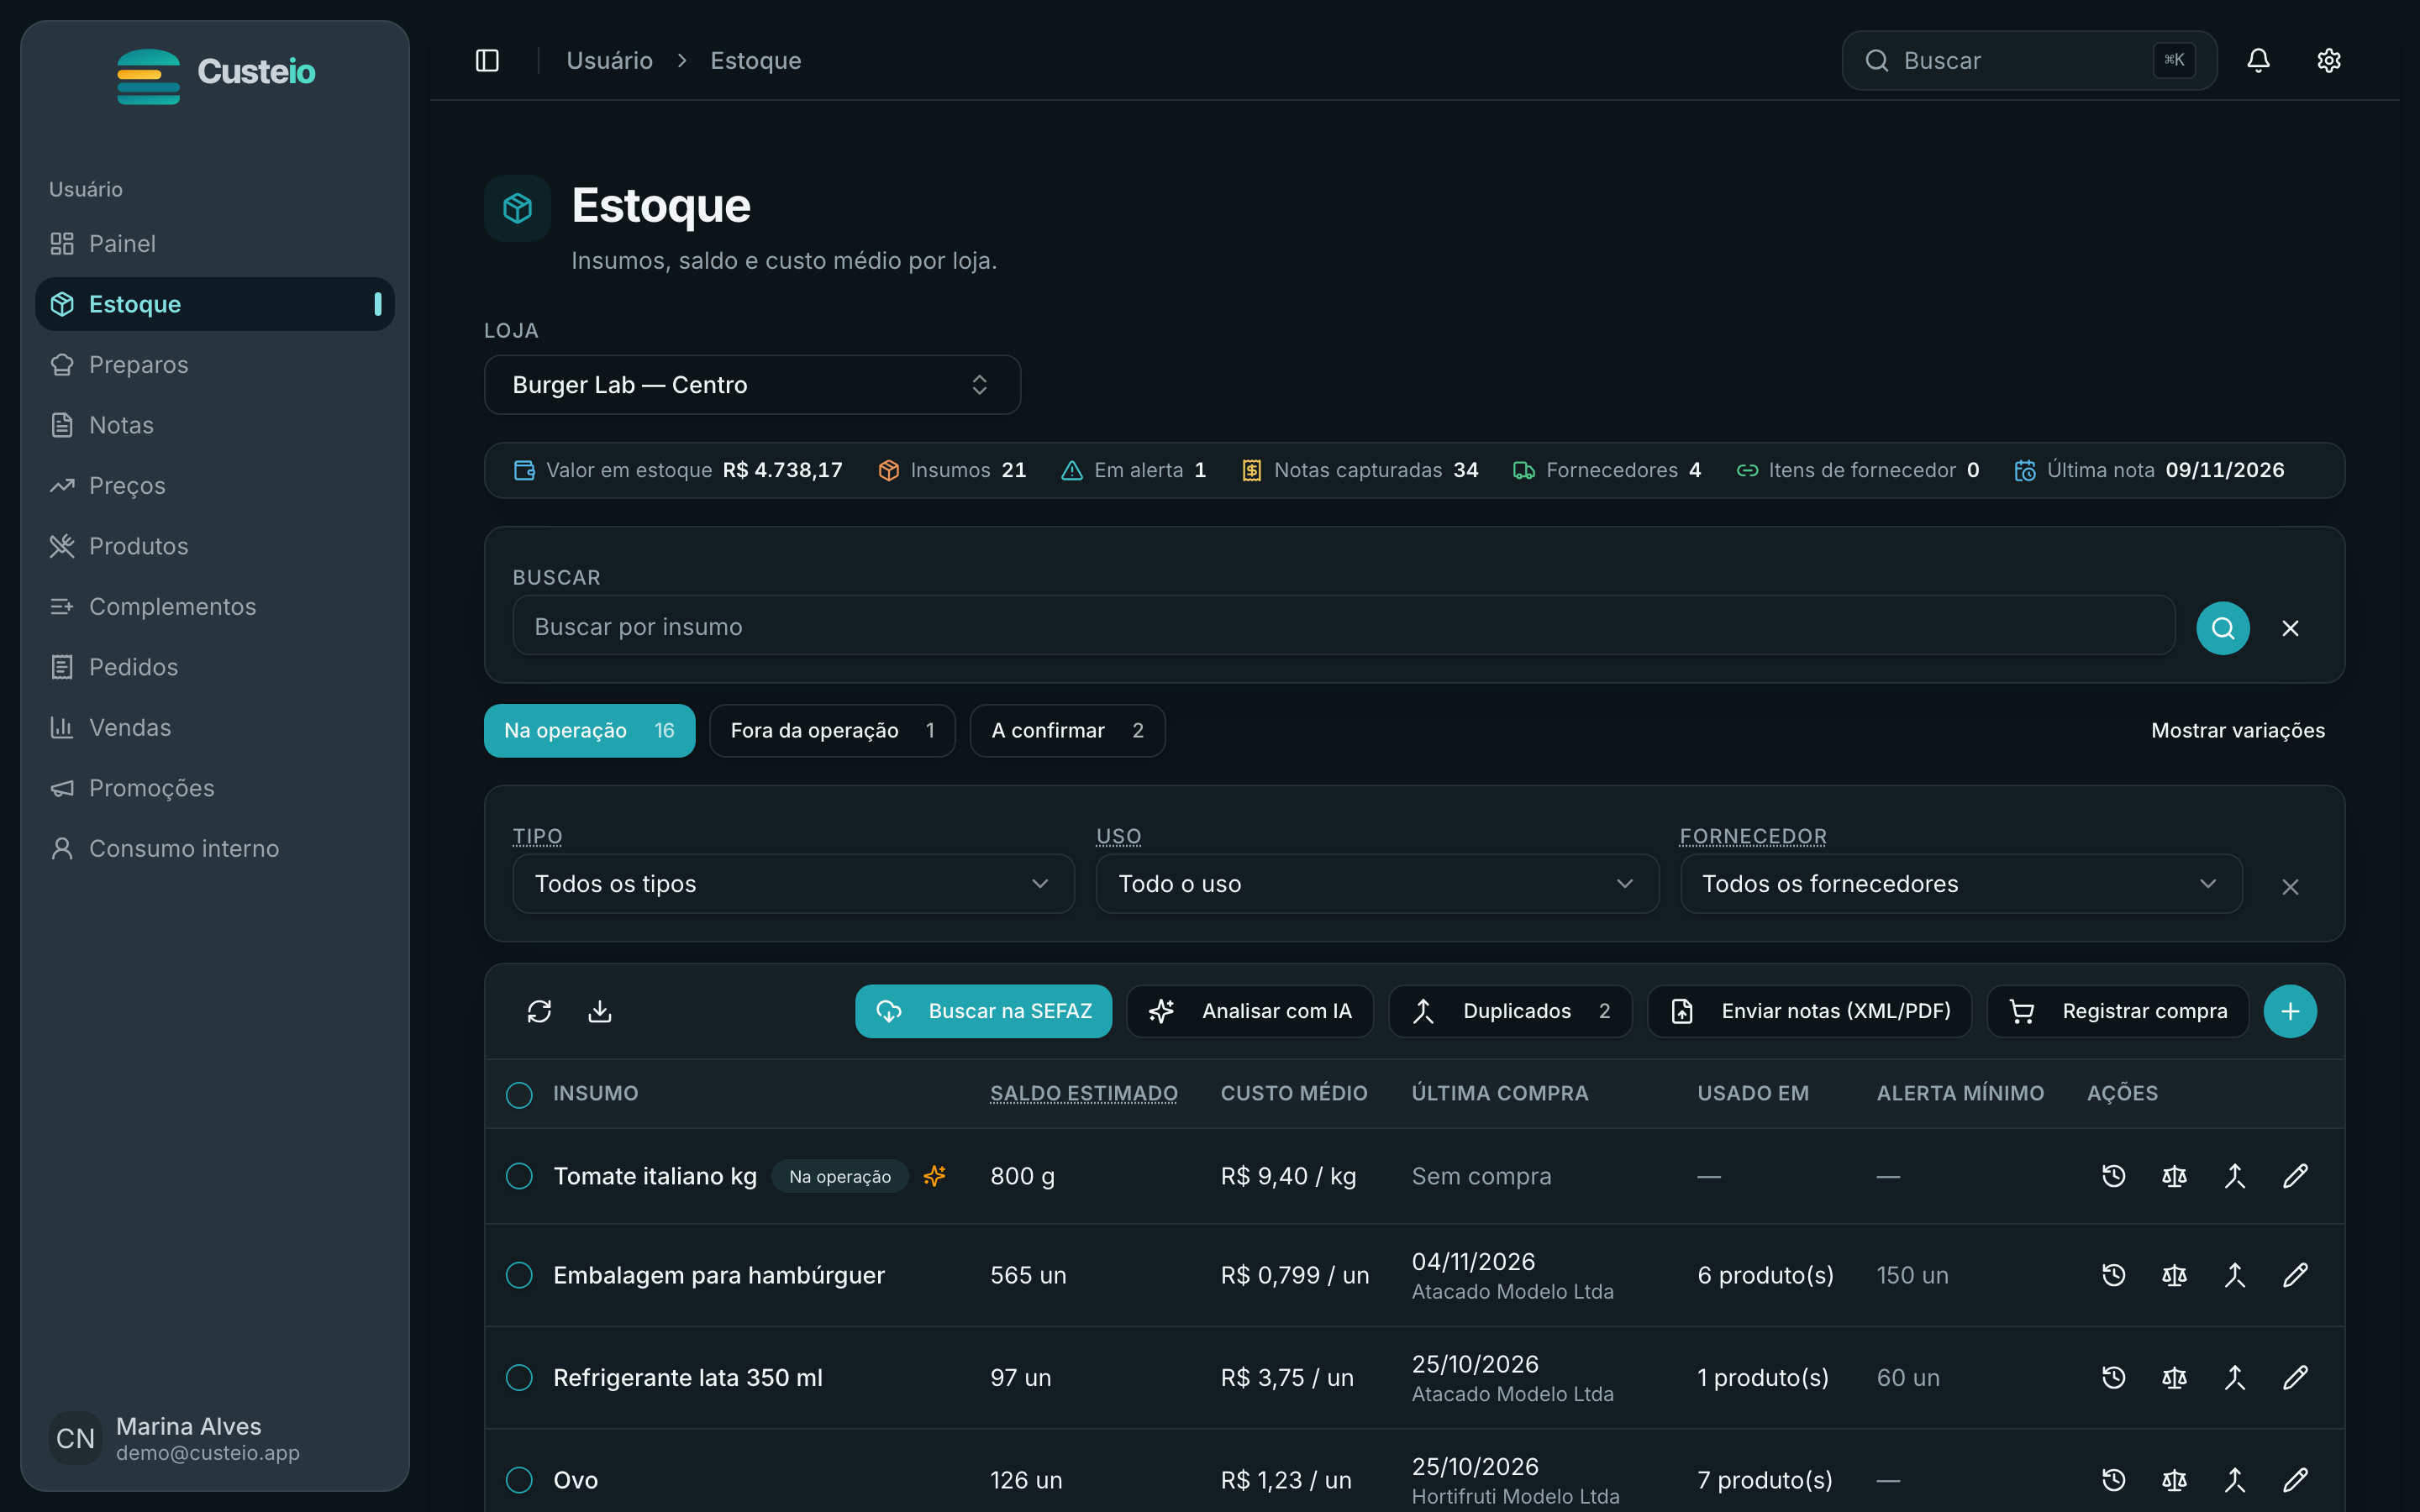 Custeio
Usuário
Painel
Estoque
Preparos
Notas
Preços
Produtos
Complementos
Pedidos
Vendas
Promoções
Consumo interno
CN
Marina Alves
demo@custeio.app
Usuário > Estoque
Buscar ⌘K
Estoque
Insumos, saldo e custo médio por loja.
LOJA
Burger Lab — Centro
Valor em estoque R$ 4.738,17 Insumos 21 Em alerta 1 Notas capturadas 34 Fornecedores 4 Itens de fornecedor 0 Última nota 09/11/2026
BUSCAR
Buscar por insumo
Na operação 16 Fora da operação 1 A confirmar 2 Mostrar variações
TIPO USO FORNECEDOR
Todos os tipos Todo o uso Todos os fornecedores
Buscar na SEFAZ Analisar com IA Duplicados 2 Enviar notas (XML/PDF) Registrar compra
INSUMO SALDO ESTIMADO CUSTO MÉDIO ÚLTIMA COMPRA USADO EM ALERTA MÍNIMO AÇÕES
Tomate italiano kg Na operação 800 g R$ 9,40 / kg Sem compra — —
Embalagem para hambúrguer 565 un R$ 0,799 / un 04/11/2026 6 produto(s) 150 un
Atacado Modelo Ltda
Refrigerante lata 350 ml 97 un R$ 3,75 / un 25/10/2026 1 produto(s) 60 un
Atacado Modelo Ltda
Ovo 126 un R$ 1,23 / un 25/10/2026 7 produto(s) —
Hortifruti Modelo Ltda